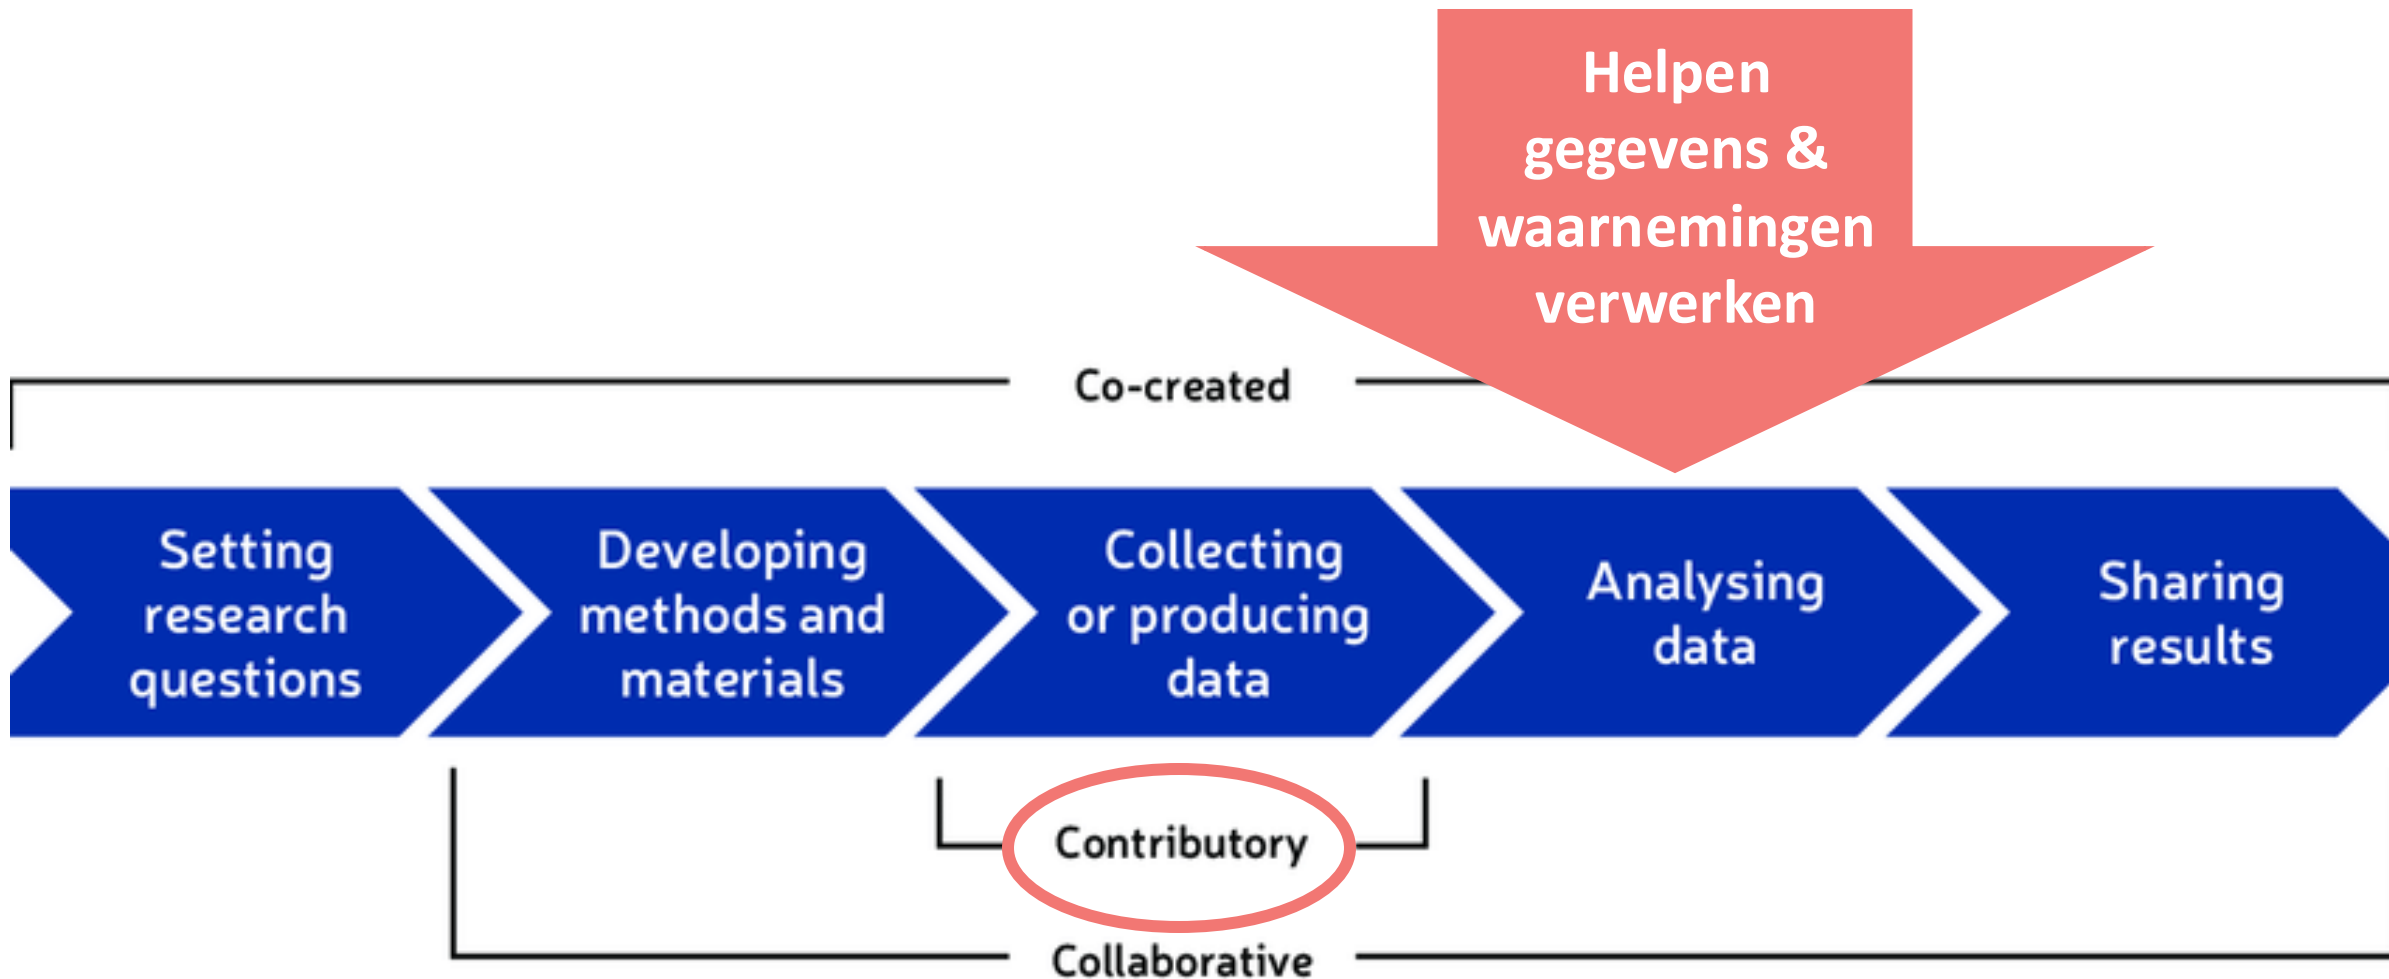 Helpen
gegevens &
waarnemingen
verwerken
Co-created
Setting
research
questions
Developing
methods and
materials
Collecting
or producing
data
Analysing
data
Sharing
results
Contributory
Collaborative